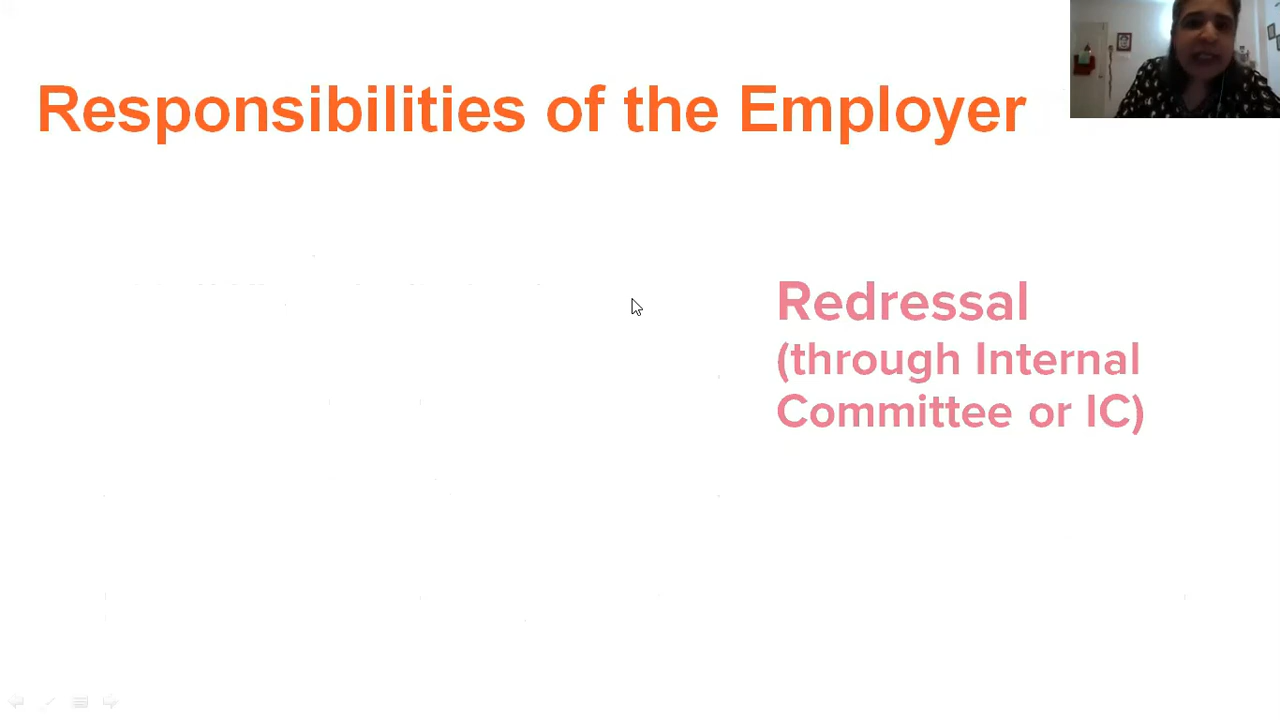 Responsibilities of the Employer
Redressal
(through Internal
Committee or IC)